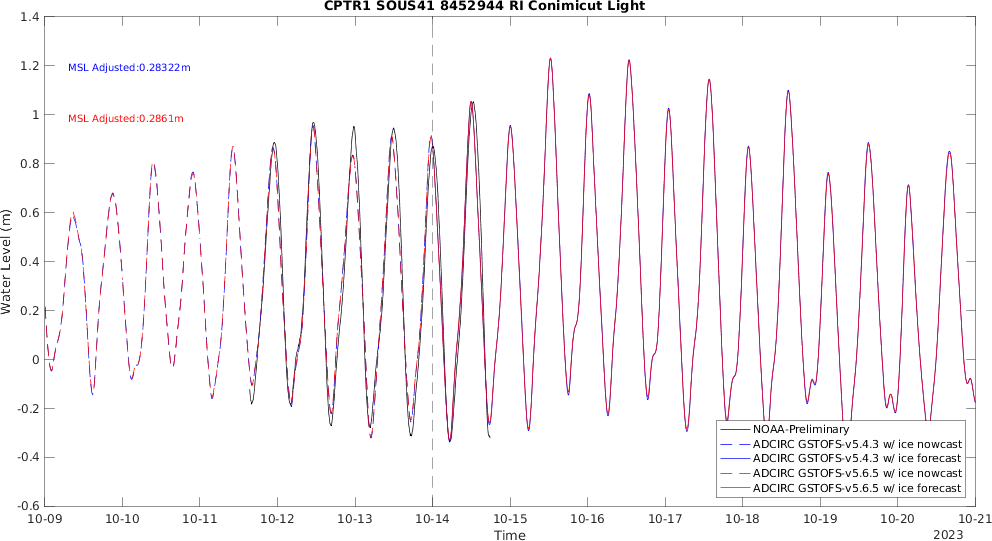 CPTR1 SOUS41 8452944 RI Conimicut Light
1.4
1.2
1
0.8
0.6
0.4
0.2
0
-0.2
-0.4
-0.6
Water Level (m)
MSL Adjusted:0.28322m
MSL Adjusted:0.2861m
NOAA-Preliminary
ADCIRC GSTOFS-v5.4.3 w/ ice nowcast
ADCIRC GSTOFS-v5.4.3 w/ ice forecast
ADCIRC GSTOFS-v5.6.5 w/ ice nowcast
ADCIRC GSTOFS-v5.6.5 w/ ice forecast
10-09 10-10 10-11 10-12 10-13 10-14 10-15 10-16 10-17 10-18 10-19 10-20 10-21
Time
2023